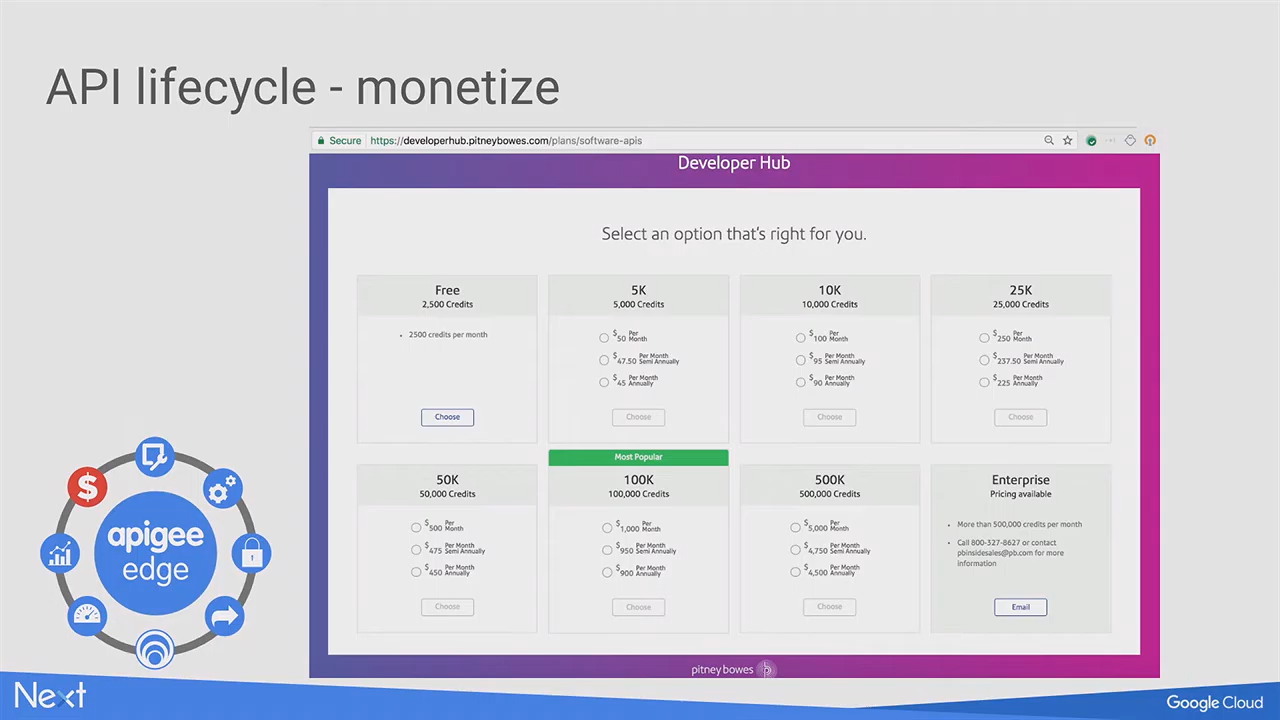 API lifecycle - monetize
Secure https://developerhub.pitneybowes.com/plans/software-apis
Developer Hub
Select an option that's right for you.
Free
2,500 Credits
• 2500 credits per month
Choose
5K
5,000 Credits
$50 Per Month
$47.50 Per Month Semi Annually
$45 Per Month Annually
Choose
10K
10,000 Credits
$100 Per Month
$95 Per Month Semi Annually
$90 Per Month Annually
Choose
25K
25,000 Credits
$250 Per Month
$237.50 Per Month Semi Annually
$225 Per Month Annually
Choose
50K
50,000 Credits
$500 Per Month
$475 Per Month Semi Annually
$450 Per Month Annually
Choose
Most Popular
100K
100,000 Credits
$1,000 Per Month
$950 Per Month Semi Annually
$900 Per Month Annually
Choose
500K
500,000 Credits
$5,000 Per Month
$4,750 Per Month Semi Annually
$4,500 Per Month Annually
Choose
Enterprise
Pricing available
• More than 500,000 credits per month
• Call 800-327-8627 or contact
pbinsidesales@pb.com for more
information
Email
pitney bowes
$
apigee
edge
Next
Google Cloud